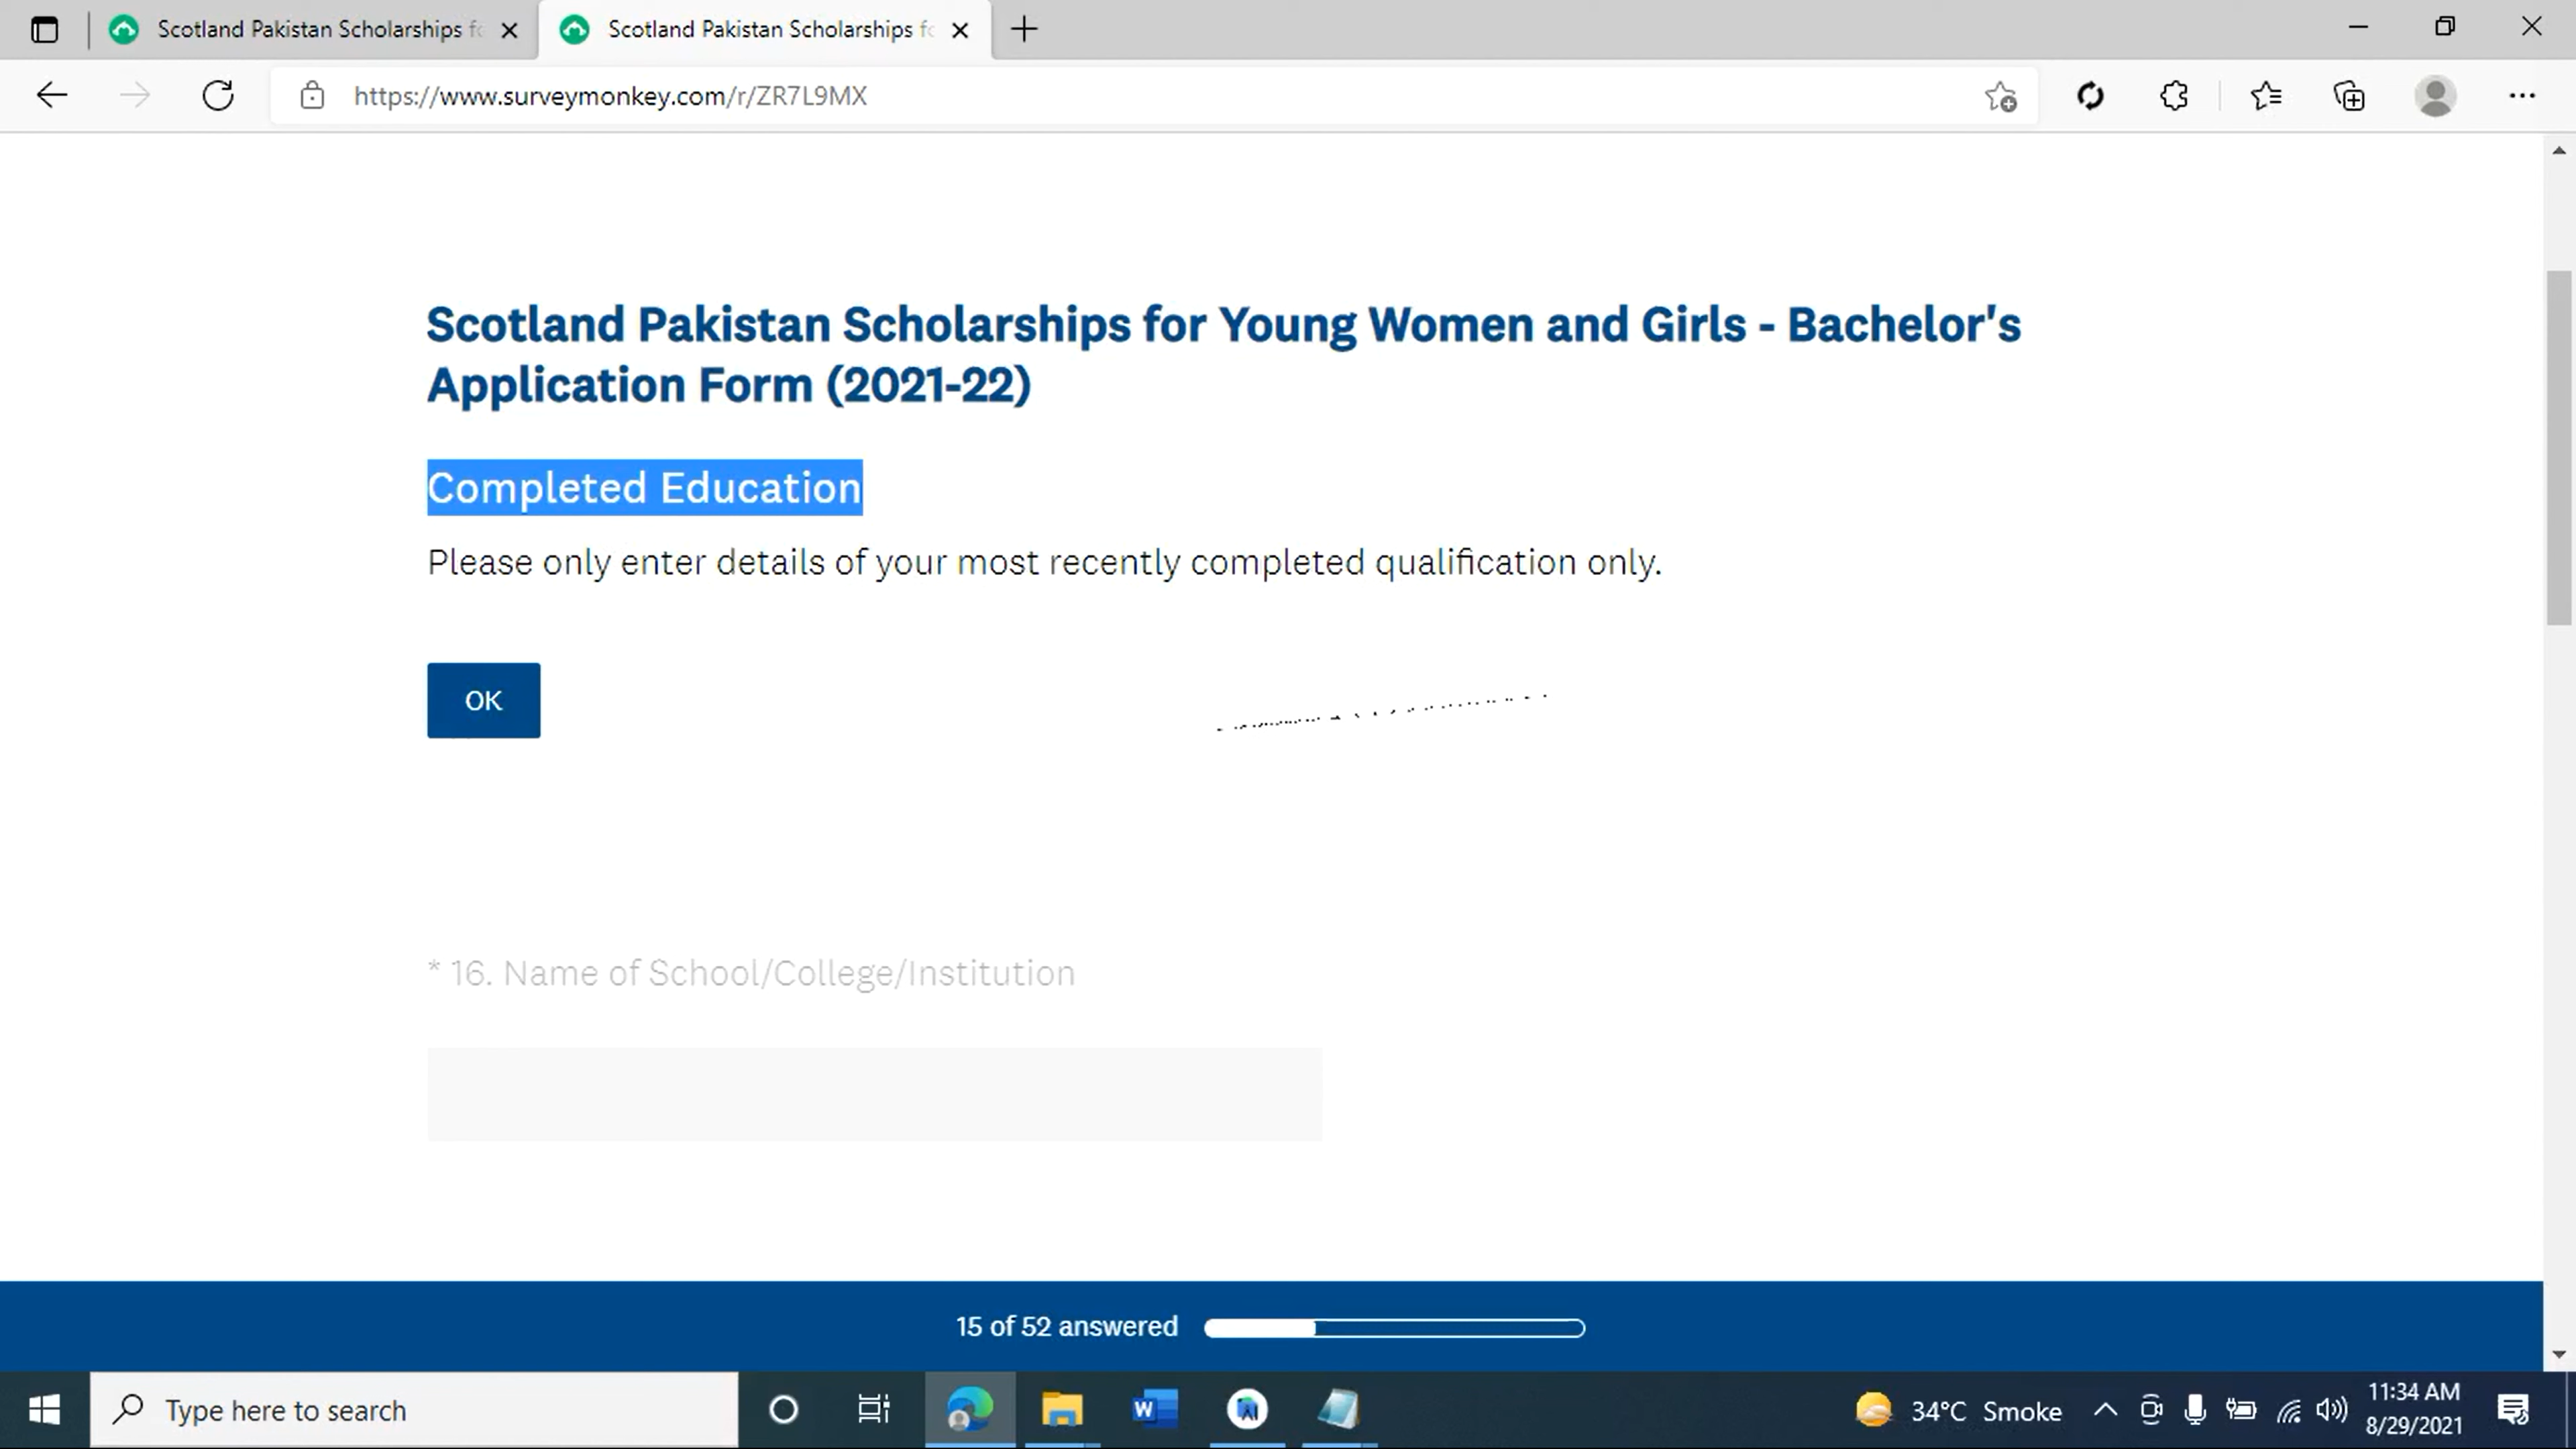 Scotland Pakistan Scholarships fo
Scotland Pakistan Scholarships fo
https://www.surveymonkey.com/r/ZR7L9MX
Scotland Pakistan Scholarships for Young Women and Girls - Bachelor's
Application Form (2021-22)
Completed Education
Please only enter details of your most recently completed qualification only.
OK
* 16. Name of School/College/Institution
15 of 52 answered
Type here to search
34°C Smoke
11:34 AM
8/29/2021